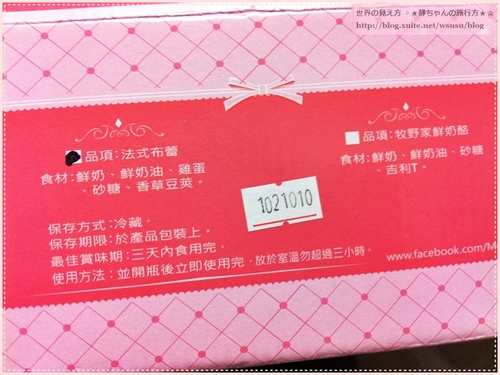 世界の見え方 。★靜ちゃんの旅行方★。
http://blog.xuite.net/wsusu/blog
品項：法式布蕾
食材：鮮奶、鮮奶油、雞蛋
、砂糖、香草豆莢。
品項：牧野家鮮奶酪
食材：鮮奶、鮮奶油、砂糖
、吉利T。
1021010
保存方式：冷藏。
保存期限：於產品包裝上。
最佳賞味期：三天內食用完。
使用方法：並開瓶後立即使用完，放於室溫勿超過三小時。
www.facebook.com/M